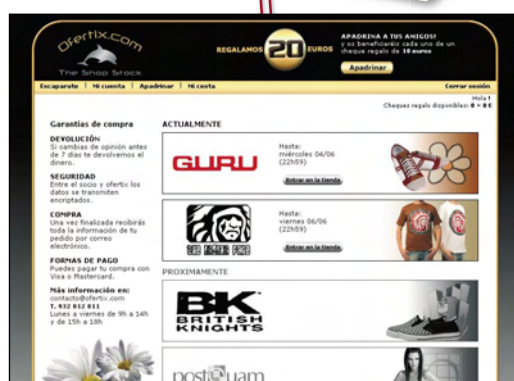 Ofertix.com
The Shop Stock
REGALAMOS 20 EUROS
APADRINA A TUS AMIGOS!
y os beneficiaréis cada uno de un
cheque regalo de 10 euros
Apadrinar
Escaparate | Mi cuenta | Apadrinar | Mi cesta
Cerrar sesión
Hola !
Cheques regalo disponibles: 0 = 0 €
Garantías de compra
DEVOLUCIÓN
Si cambias de opinión antes
de 7 días te devolvemos el
dinero.
SEGURIDAD
Entre el socio y ofertix los
datos se transmiten
encriptados.
COMPRA
Una vez finalizada recibirás
toda la información de tu
pedido por correo
electrónico.
FORMAS DE PAGO
Puedes pagar tu compra con
Visa o Mastercard.
Más información en:
contacto@ofertix.com
T. 932 012 011
Lunes a viernes de 9h a 14h
y de 15h a 18h
ACTUALMENTE
GURU
Hasta:
miércoles 04/06
(22h59)
Entrar en la tienda
Hasta:
viernes 06/06
(22h59)
Entrar en la tienda
PROXIMAMENTE
BK
BRITISH
KNIGHTS
postquam